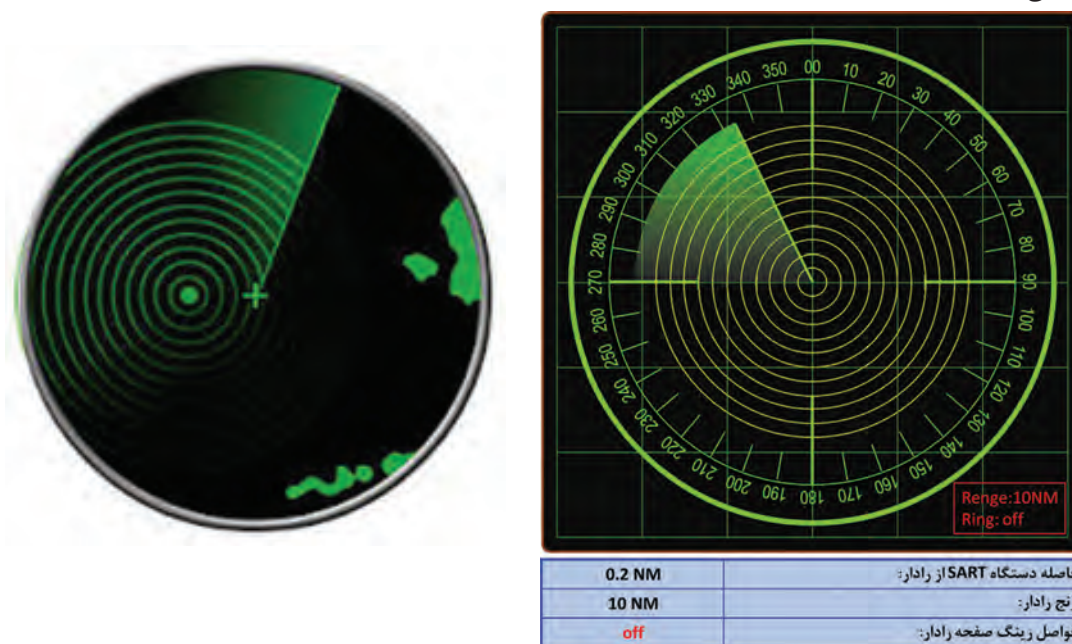 00 10 20 30 40 50 60 70 80 90 100 110 120 130 140 150 160 170 180 190 200 210 220 230 240 250 260 270 280 290 300 310 320 330 340 350
Renge:10NM
Ring: off
اصله دستگاه SART از رادار: 0.2 NM
نج رادار: 10 NM
واصل رینگ صفحه رادار: off